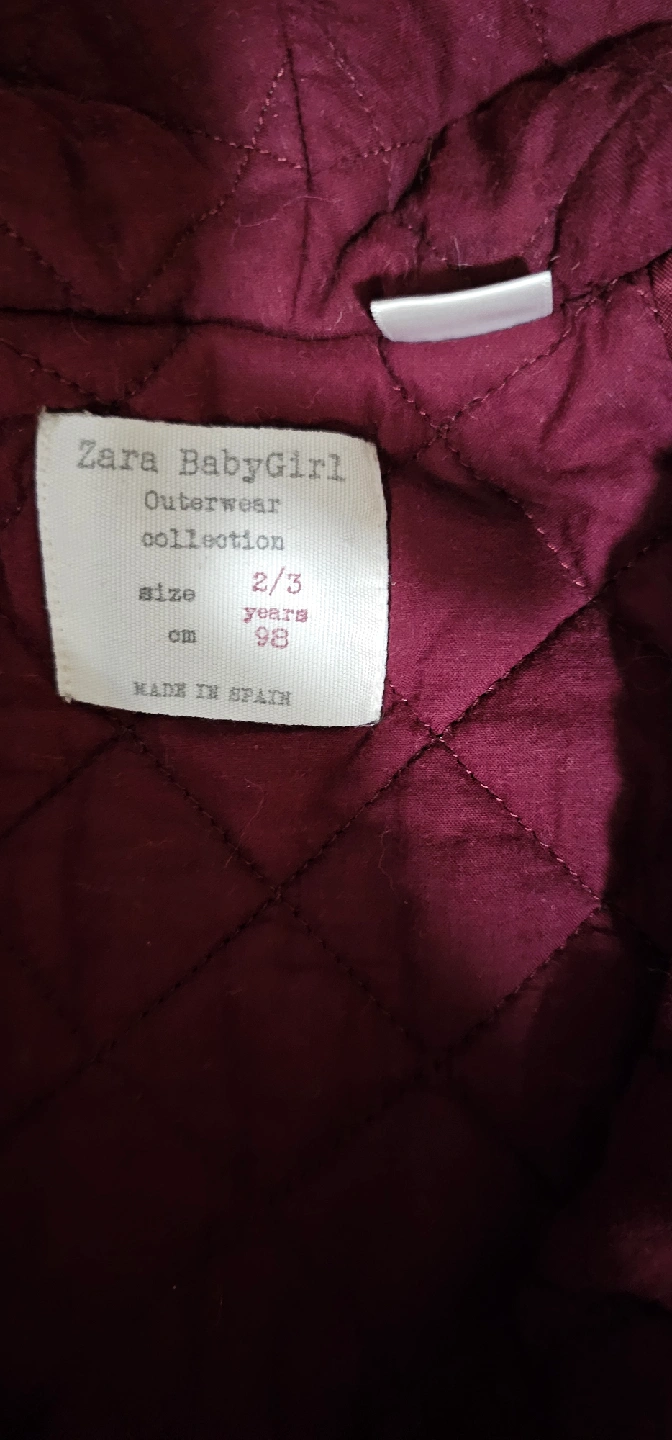 Zara BabyGirl
Outerwear
collection
size 2/3
years
cm 98
MADE IN SPAIN